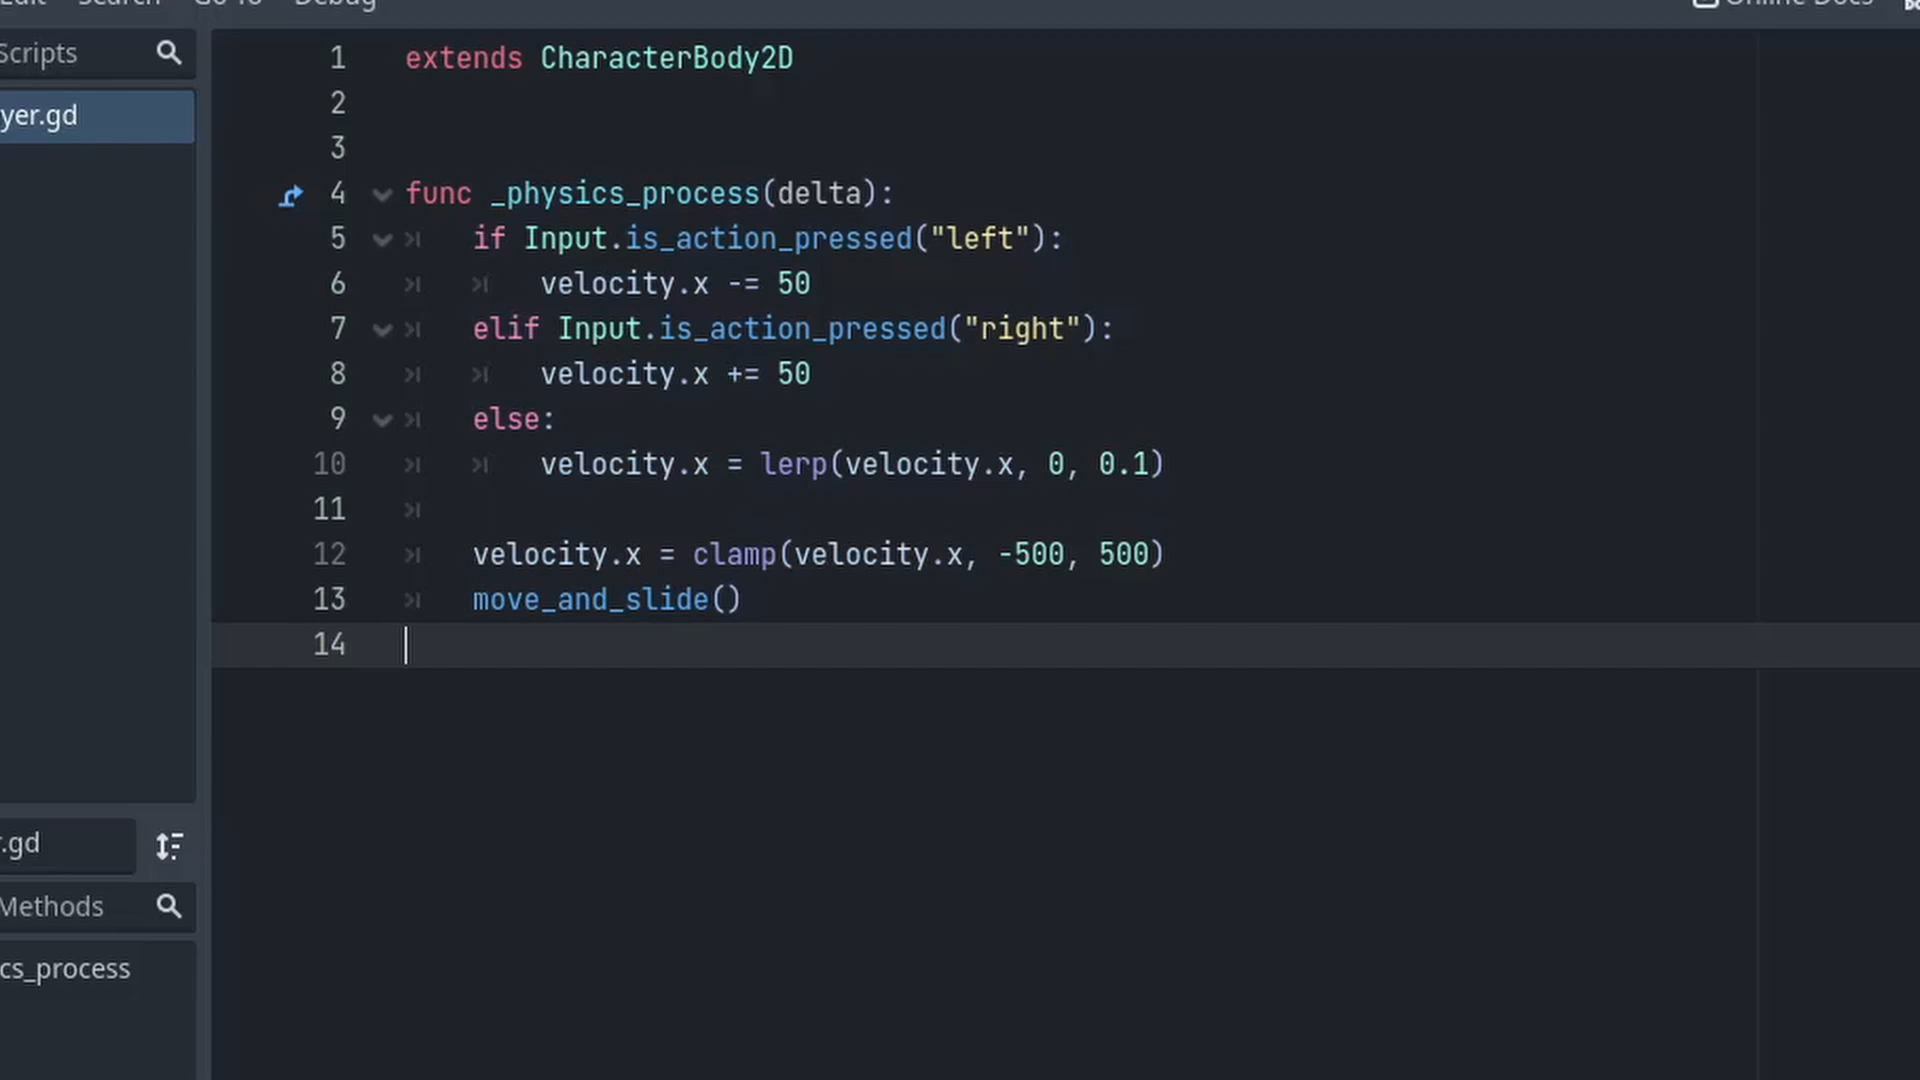 Edit Search Go To Debug Online Docs
Scripts
yer.gd
1 extends CharacterBody2D
2
3
4 func _physics_process(delta):
5 if Input.is_action_pressed("left"):
6 velocity.x -= 50
7 elif Input.is_action_pressed("right"):
8 velocity.x += 50
9 else:
10 velocity.x = lerp(velocity.x, 0, 0.1)
11
12 velocity.x = clamp(velocity.x, -500, 500)
13 move_and_slide()
14
r.gd
Methods
cs_process